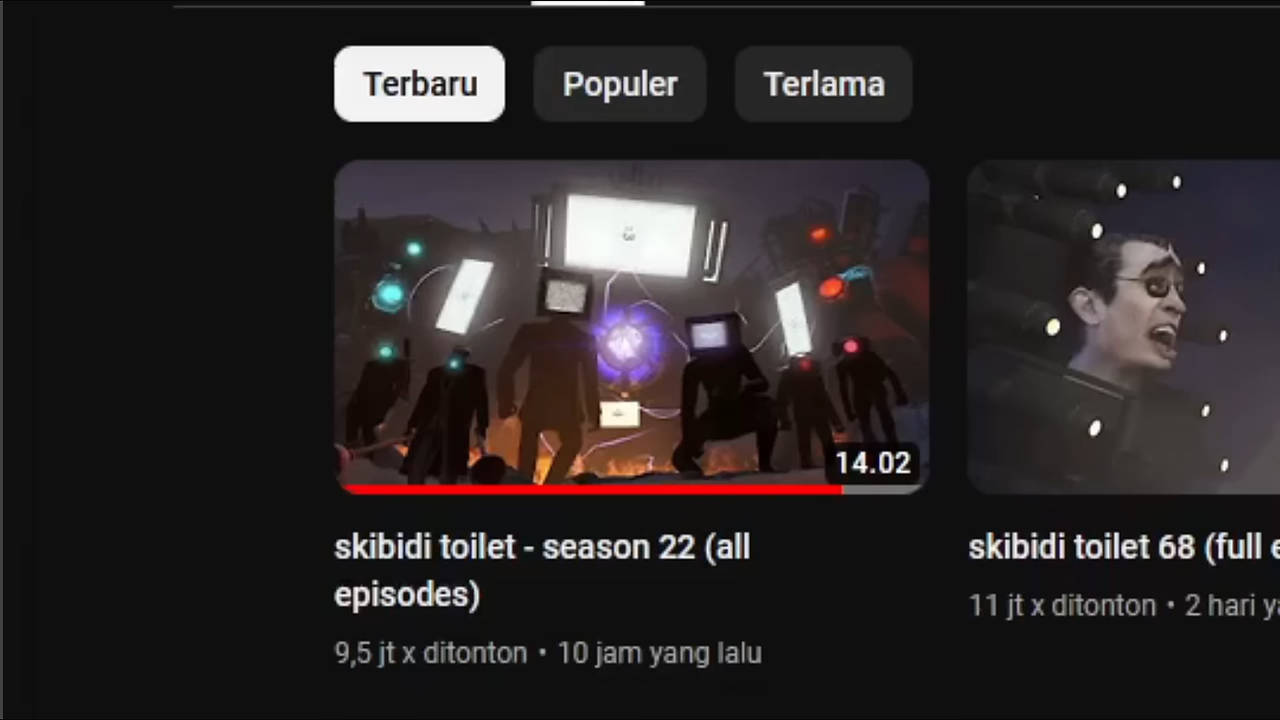 Terbaru
Populer
Terlama
14.02
skibidi toilet - season 22 (all
episodes)
9,5 jt x ditonton • 10 jam yang lalu
skibidi toilet 68 (full
11 jt x ditonton • 2 hari